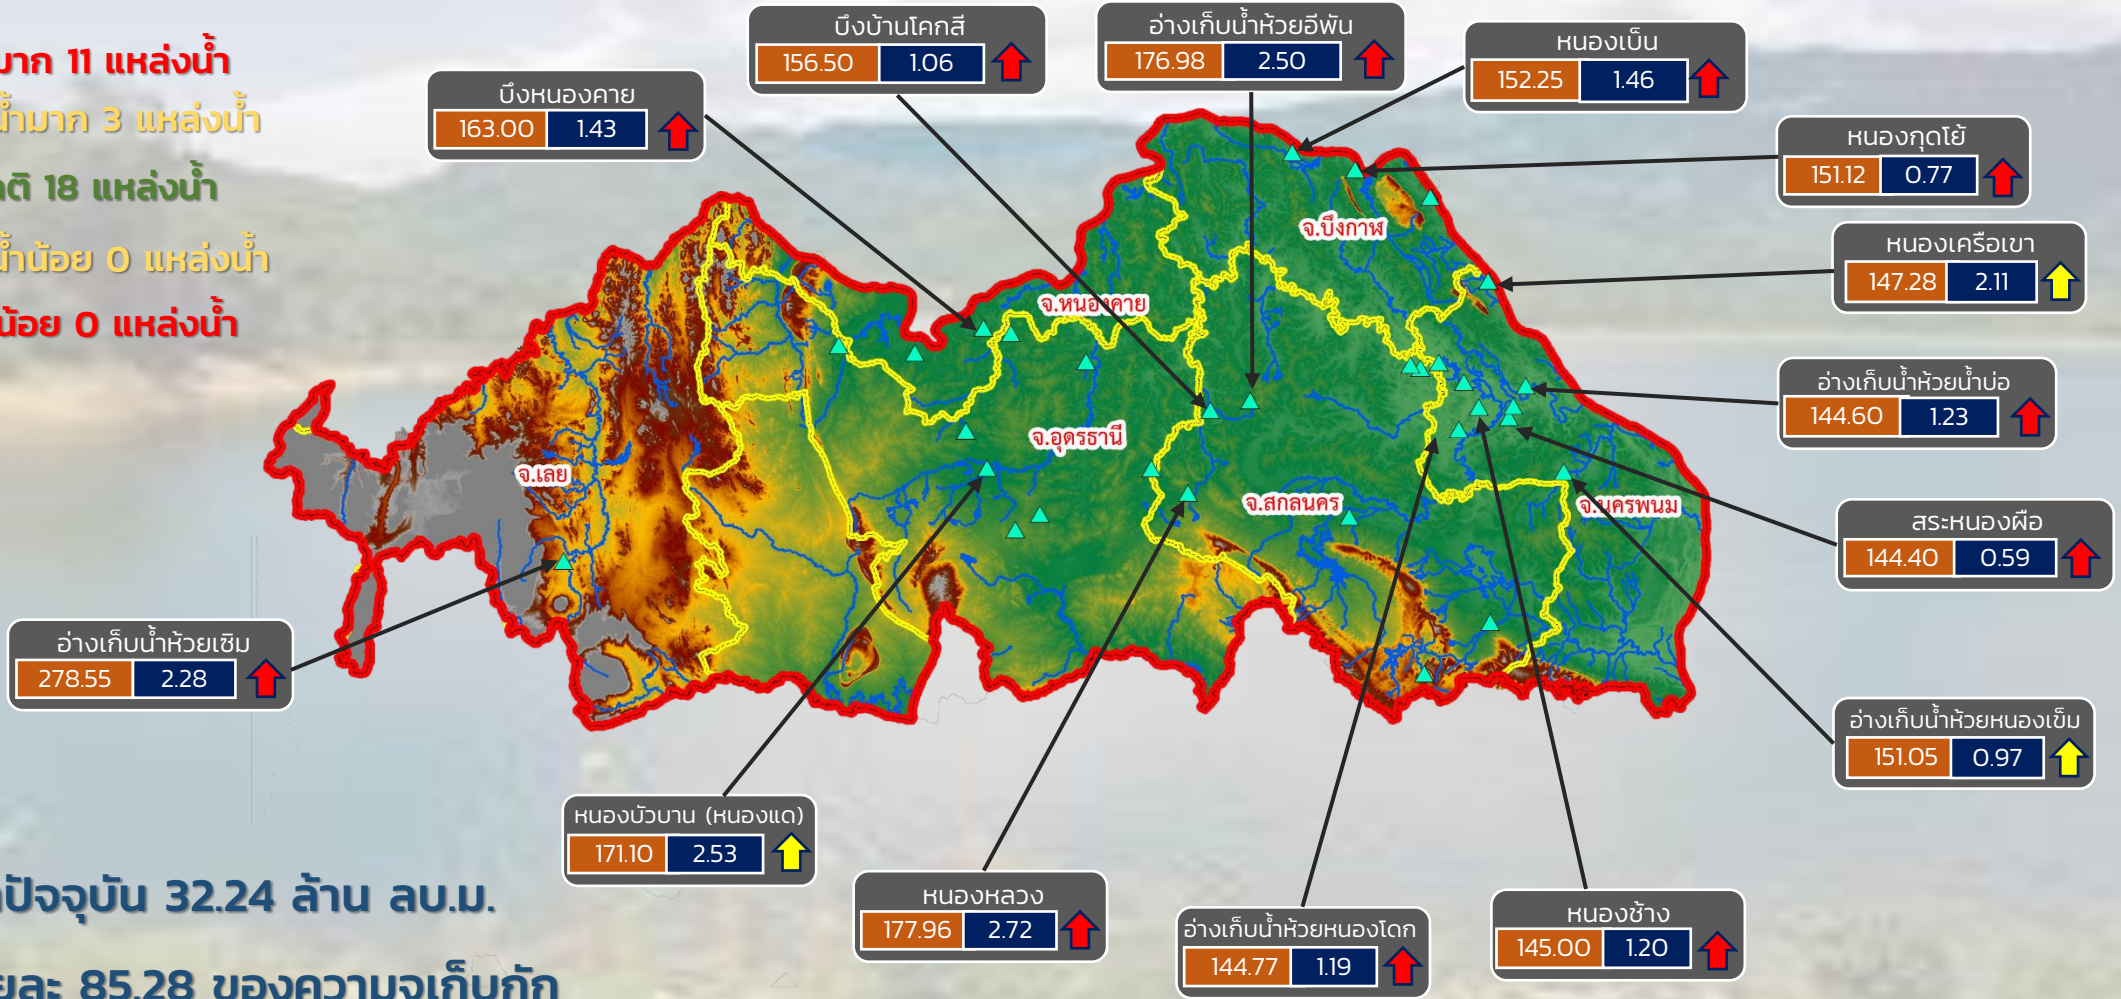 มาก 11 แหล่งน้ำ
น้ำมาก 3 แหล่งน้ำ
18 แหล่งน้ำ
น้ำน้อย 0 แหล่งน้ำ
น้อย 0 แหล่งน้ำ
บึงหนองคาย
163.00 1.43
บึงบ้านโคกสี
156.50 1.06
อ่างเก็บน้ำห้วยอีพัน
176.98 2.50
หนองเบ็น
152.25 1.46
หนองกุดโย้
151.12 0.77
หนองเครือเขา
147.28 2.11
อ่างเก็บน้ำห้วยน้ำบ่อ
144.60 1.23
สระหนองผือ
144.40 0.59
อ่างเก็บน้ำห้วยหนองเข็ม
151.05 0.97
จ.บึงกาฬ
จ.หนองคาย
จ.อุดรธานี
จ.เลย
จ.สกลนคร
จ.นครพนม
อ่างเก็บน้ำห้วยเชิม
278.55 2.28
หนองบัวบาน (หนองแด)
171.10 2.53
หนองหลวง
177.96 2.72
อ่างเก็บน้ำห้วยหนองโดก
144.77 1.19
หนองช้าง
145.00 1.20
ปัจจุบัน 32.24 ล้าน ลบ.ม.
85.28 ของความจุเก็บกัก